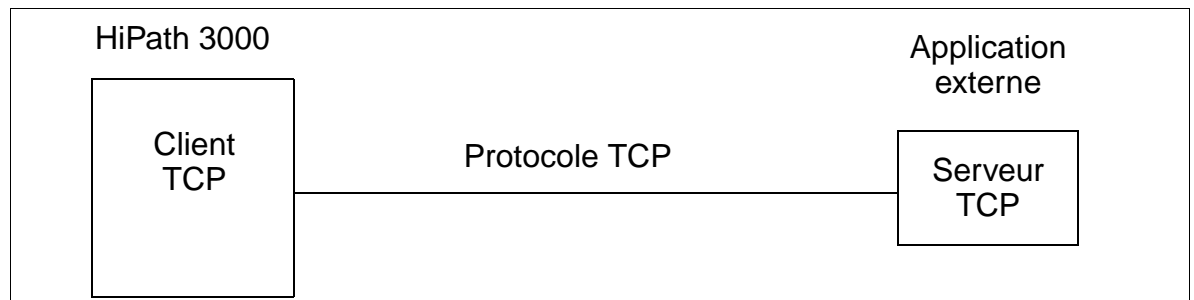 HiPath 3000
Application
externe
Client
TCP
Protocole TCP
Serveur
TCP